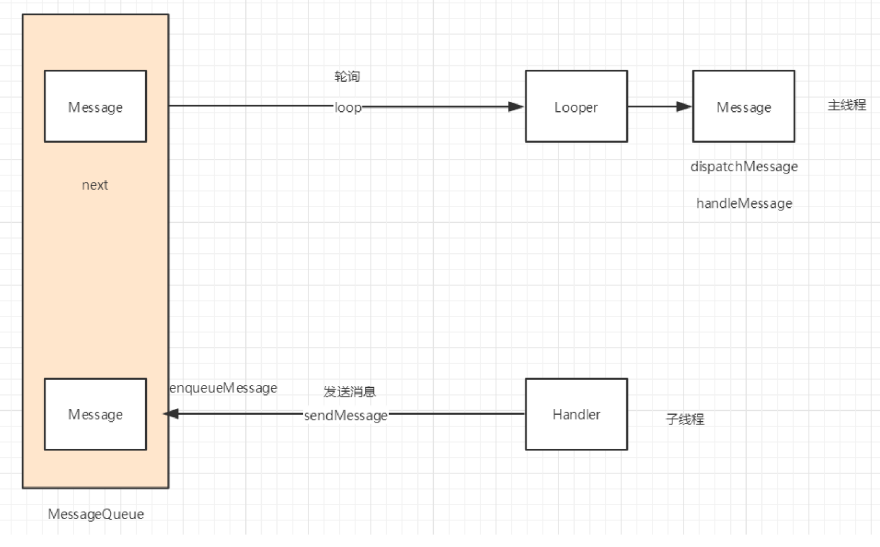 轮询
Message
loop
Looper
Message
主线程
dispatchMessage
next
handleMessage
enqueueMessage
发送消息
Message
sendMessage
Handler
子线程
MessageQueue